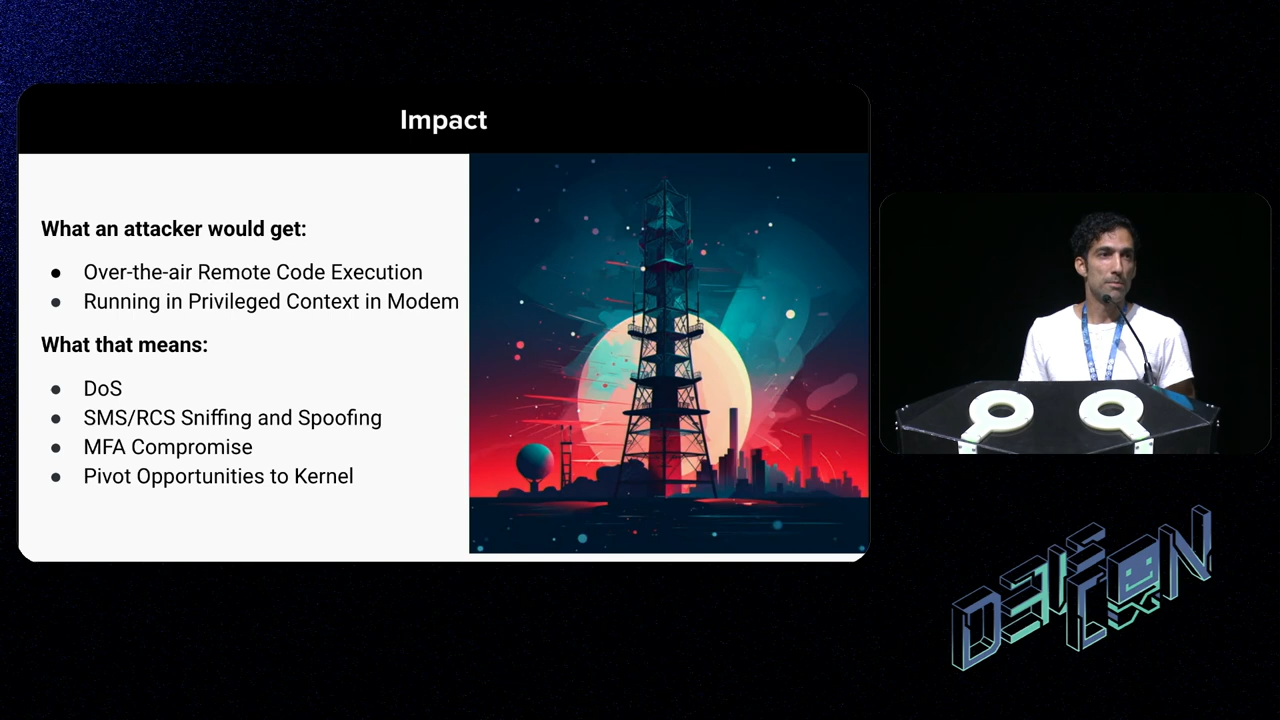 Impact
What an attacker would get:
● Over-the-air Remote Code Execution
● Running in Privileged Context in Modem
What that means:
● DoS
● SMS/RCS Sniffing and Spoofing
● MFA Compromise
● Pivot Opportunities to Kernel
DEF
CON